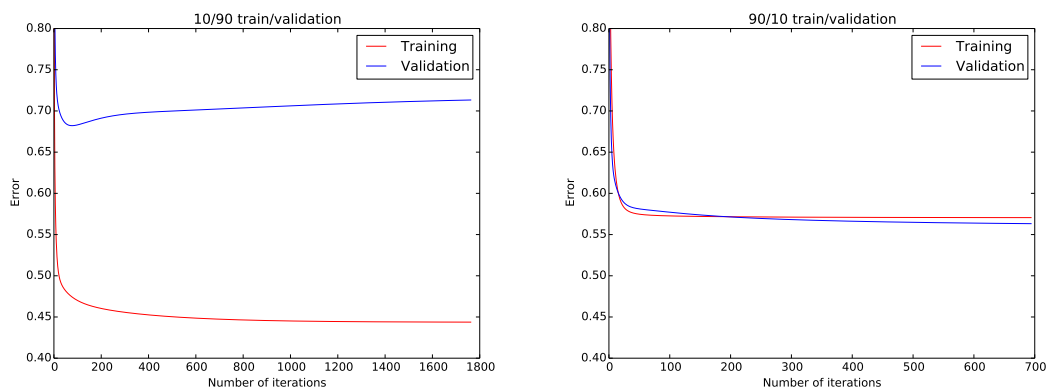 10/90 train/validation
0.80
0.75
0.70
0.65
0.60
0.55
0.50
0.45
0.40
Error
0 200 400 600 800 1000 1200 1400 1600 1800
Number of iterations
Training
Validation
90/10 train/validation
0.80
0.75
0.70
0.65
0.60
0.55
0.50
0.45
0.40
Error
0 100 200 300 400 500 600 700
Number of iterations
Training
Validation